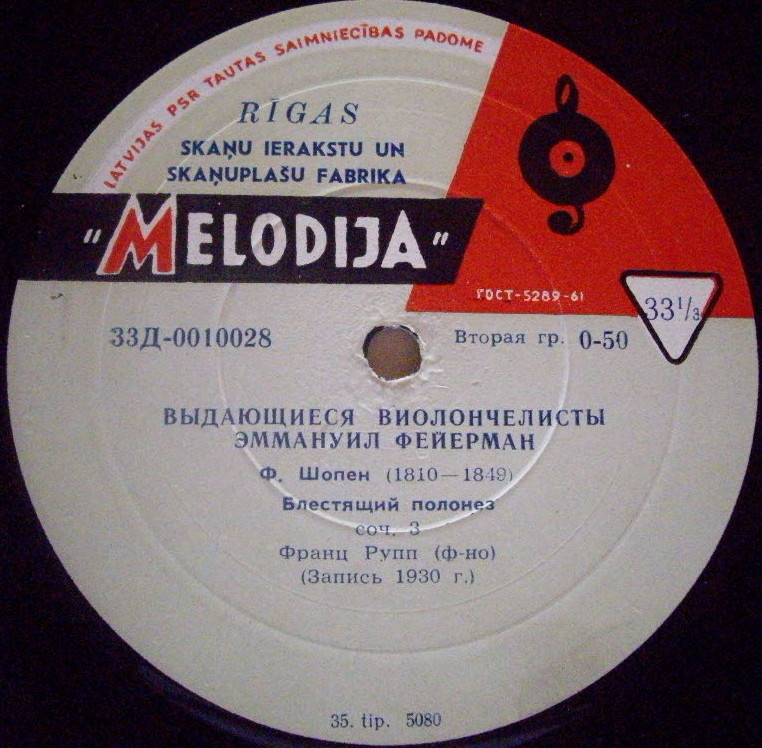 LATVIJAS PSR TAUTAS SAIMNIECĪBAS PADOME
RĪGAS
SKAŅU IERAKSTU UN
SKAŅUPLAŠU FABRIKA
"MELODIJA"
ГОСТ-5289-61
33⅓
33Д-0010028
Вторая гр. 0-50
ВЫДАЮЩИЕСЯ ВИОЛОНЧЕЛИСТЫ
ЭММАНУИЛ ФЕЙЕРМАН
Ф. Шопен (1810—1849)
Блестящий полонез
соч. 3
Франц Рупп (ф-но)
(Запись 1930 г.)
35. tip. 5080